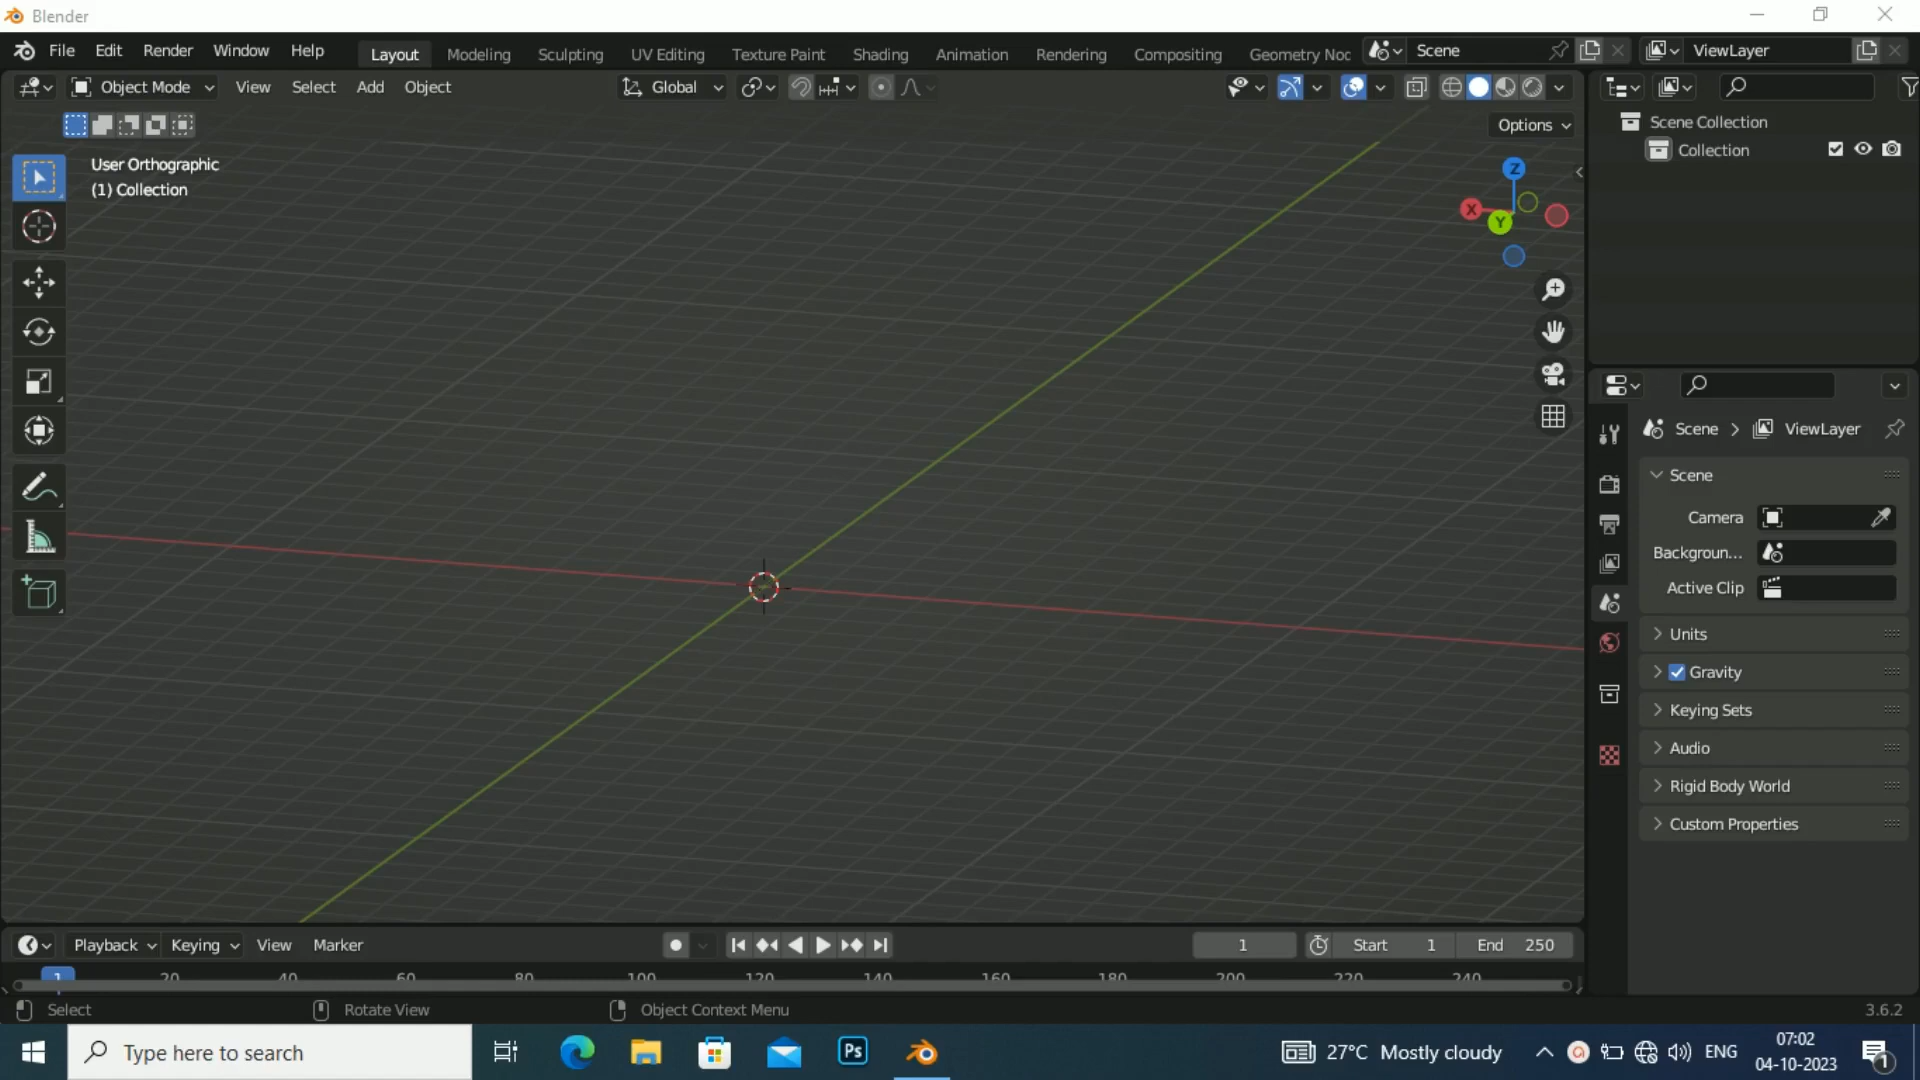 Blender
File Edit Render Window Help Layout Modeling Sculpting UV Editing Texture Paint Shading Animation Rendering Compositing Geometry Noc Scene ViewLayer
Object Mode View Select Add Object Global
Options
User Orthographic
(1) Collection
Z
X
Y
Scene Collection
Collection
Scene > ViewLayer
Scene
Camera
Backgroun...
Active Clip
Units
Gravity
Keying Sets
Audio
Rigid Body World
Custom Properties
Playback Keying View Marker 1 Start 1 End 250
1 20 40 60 80 100 120 140 160 180 200 220 240
Select Rotate View Object Context Menu 3.6.2
Type here to search Ps 27°C Mostly cloudy ENG 07:02
04-10-2023 1